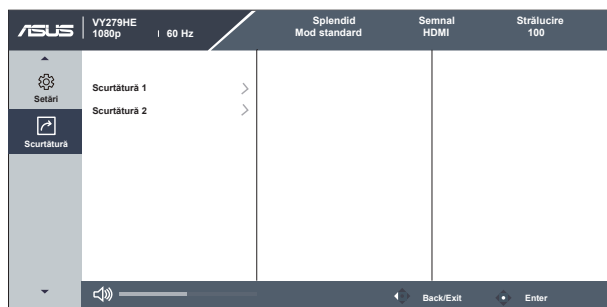 ASUS
VY279HE
1080p | 60 Hz
Splendid
Mod standard
Semnal
HDMI
Strălucire
100
Setări
Scurtătură
Scurtătură 1
Scurtătură 2
Back/Exit
Enter